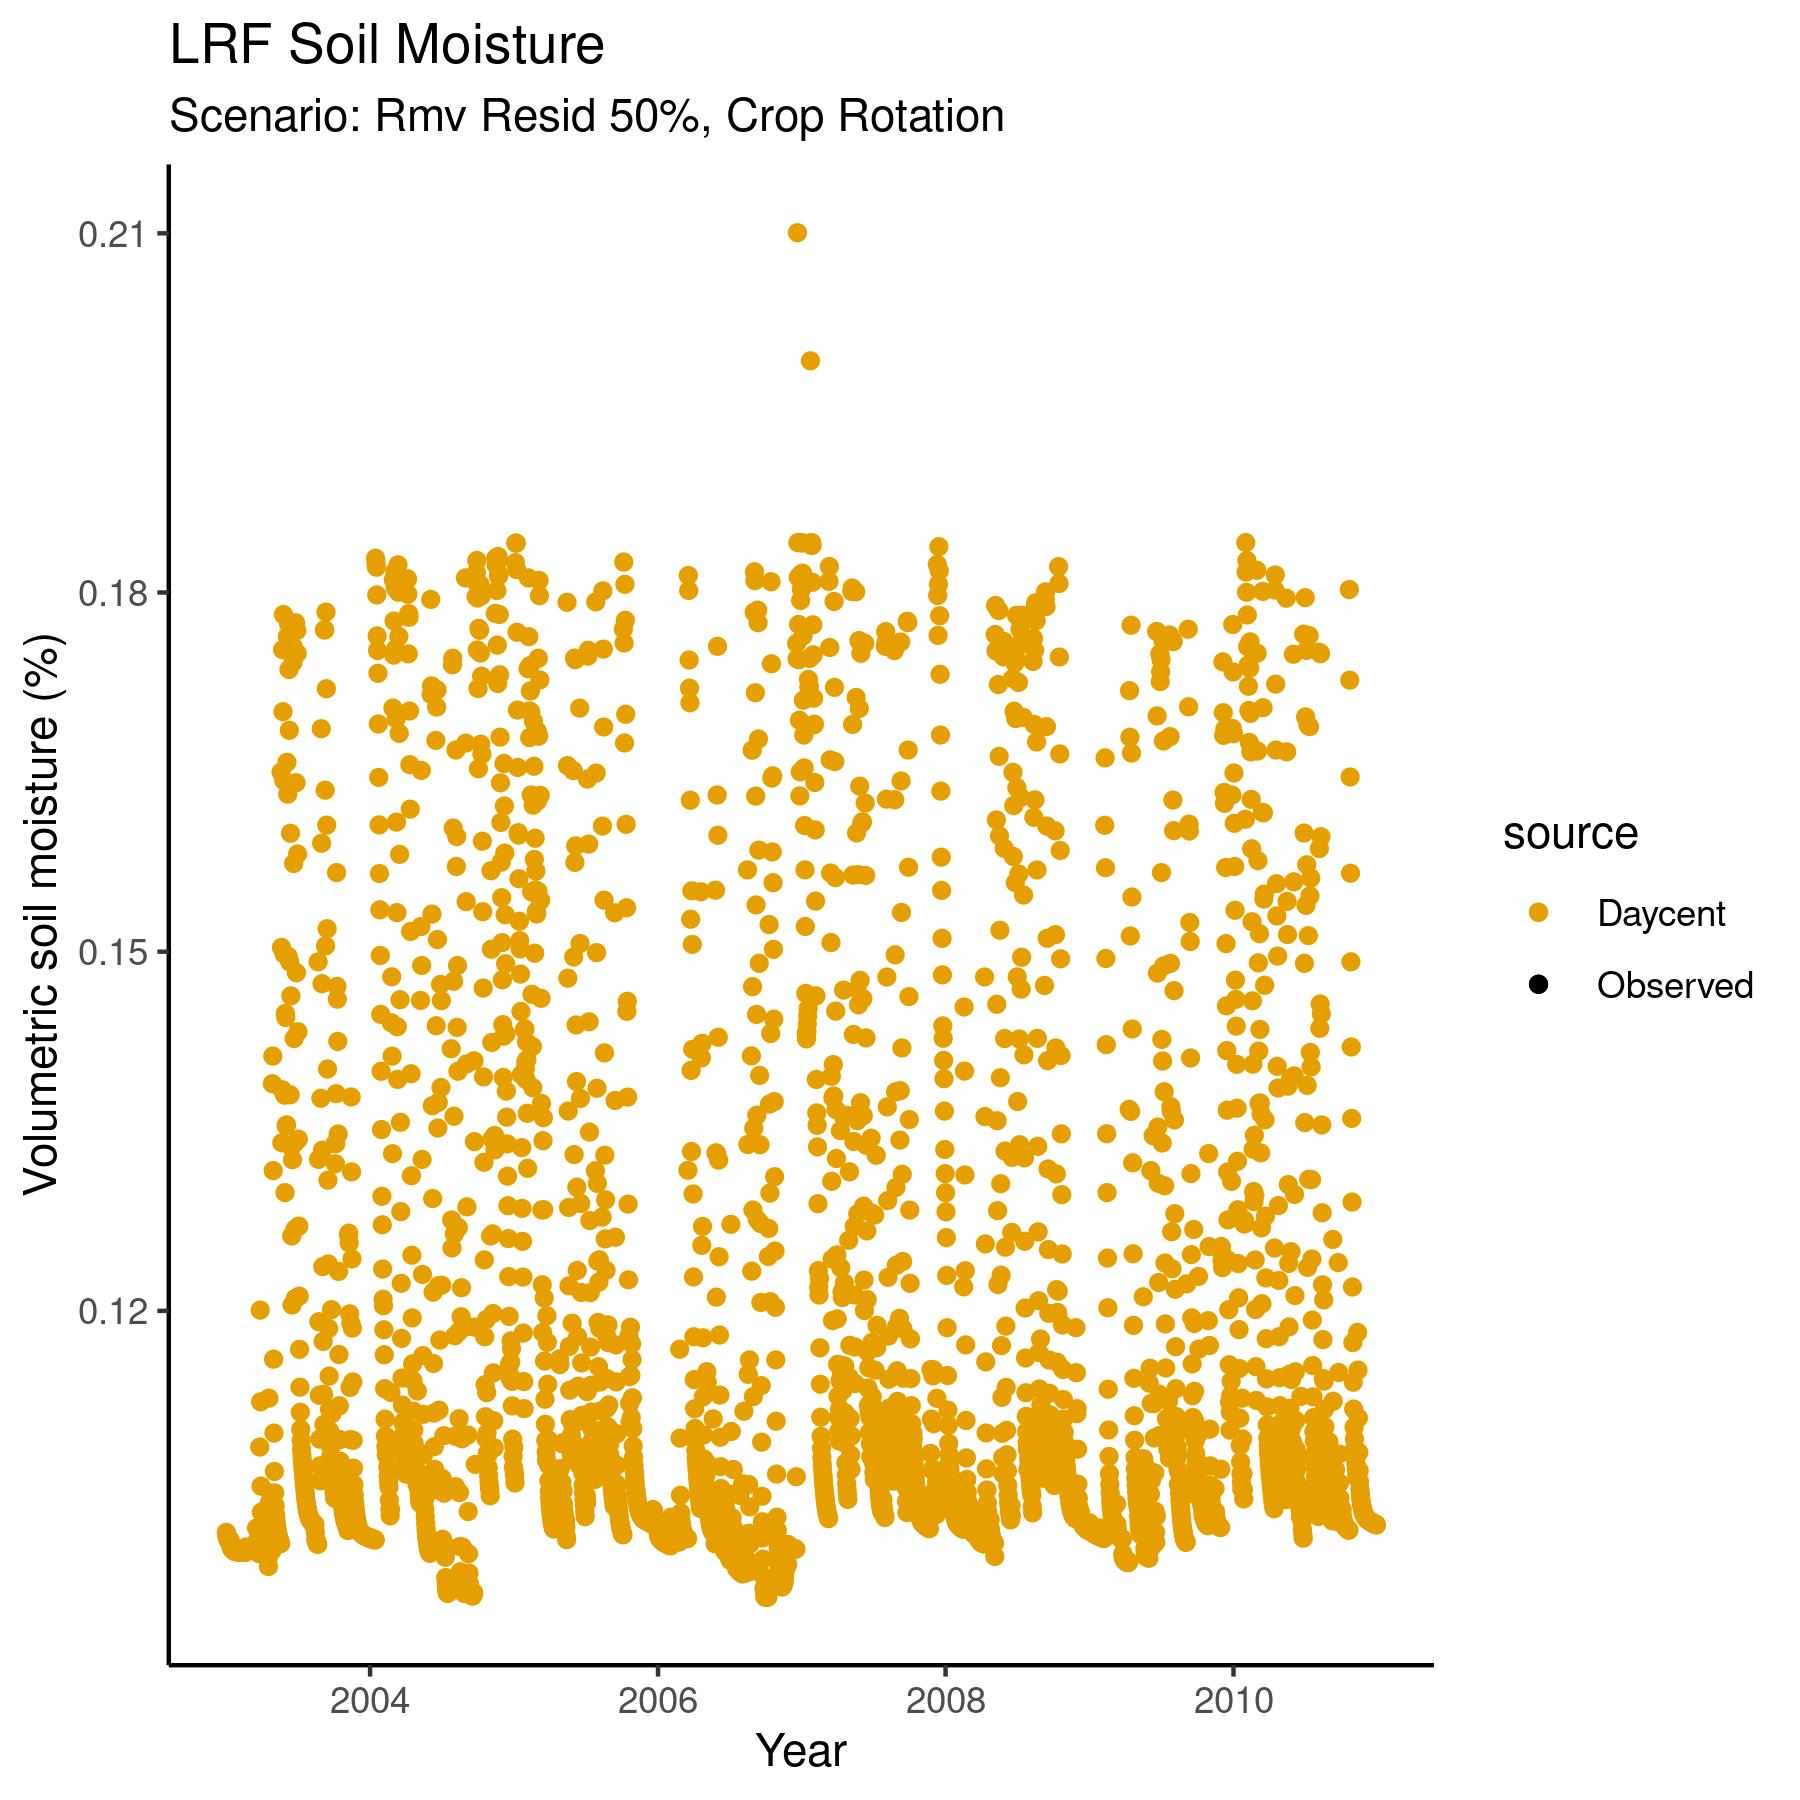 LRF Soil Moisture
Scenario: Rmv Resid 50%, Crop Rotation
Volumetric soil moisture (%)
0.21
0.18
0.15
0.12
2004
2006
2008
2010
Year
source
Daycent
Observed